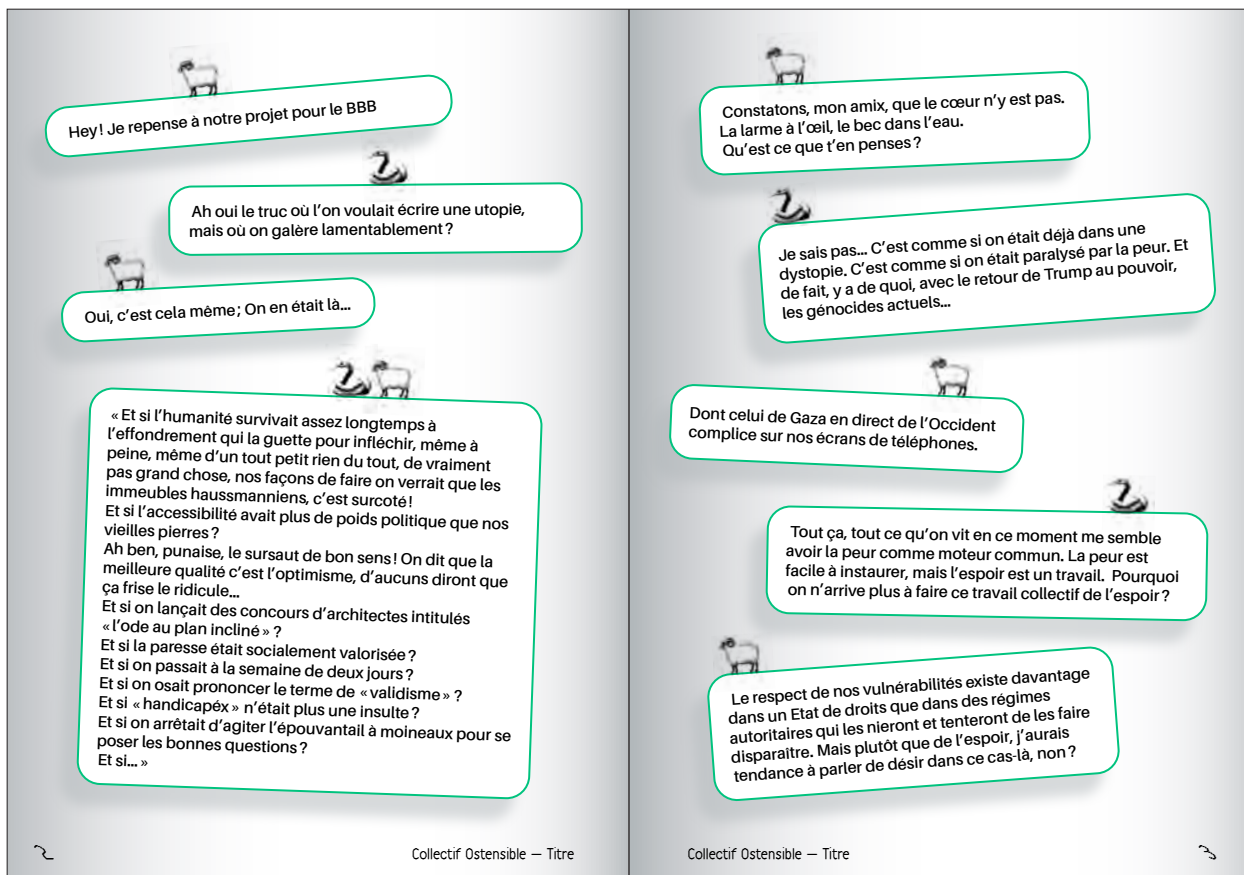 Hey! Je repense à notre projet pour le BBB
Ah oui le truc où l’on voulait écrire une utopie,
mais où on galère lamentablement ?
Oui, c’est cela même ; On en était là...
« Et si l’humanité survivait assez longtemps à
l’effondrement qui la guette pour infléchir, même à
peine, même d’un tout petit rien du tout, de vraiment
pas grand chose, nos façons de faire on verrait que les
immeubles haussmanniens, c’est surcoté !
Et si l’accessibilité avait plus de poids politique que nos
vieilles pierres ?
Ah ben, punaise, le sursaut de bon sens ! On dit que la
meilleure qualité c’est l’optimisme, d’aucuns diront que
ça frise le ridicule...
Et si on lançait des concours d’architectes intitulés
« l’ode au plan incliné » ?
Et si la paresse était socialement valorisée ?
Et si on passait à la semaine de deux jours ?
Et si on osait prononcer le terme de « validisme » ?
Et si « handicapéx » n’était plus une insulte ?
Et si on arrêtait d’agiter l’épouvantail à moineaux pour se
poser les bonnes questions ?
Et si... »
2
Collectif Ostensible — Titre
Constatons, mon amix, que le cœur n’y est pas.
La larme à l’œil, le bec dans l’eau.
Qu’est ce que t’en penses ?
Je sais pas... C’est comme si on était déjà dans une
dystopie. C’est comme si on était paralysé par la peur. Et
de fait, y a de quoi, avec le retour de Trump au pouvoir,
les génocides actuels...
Dont celui de Gaza en direct de l’Occident
complice sur nos écrans de téléphones.
Tout ça, tout ce qu’on vit en ce moment me semble
avoir la peur comme moteur commun. La peur est
facile à instaurer, mais l’espoir est un travail. Pourquoi
on n’arrive plus à faire ce travail collectif de l’espoir ?
Le respect de nos vulnérabilités existe davantage
dans un Etat de droits que dans des régimes
autoritaires qui les nieront et tenteront de les faire
disparaître. Mais plutôt que de l’espoir, j’aurais
tendance à parler de désir dans ce cas-là, non ?
Collectif Ostensible — Titre
3